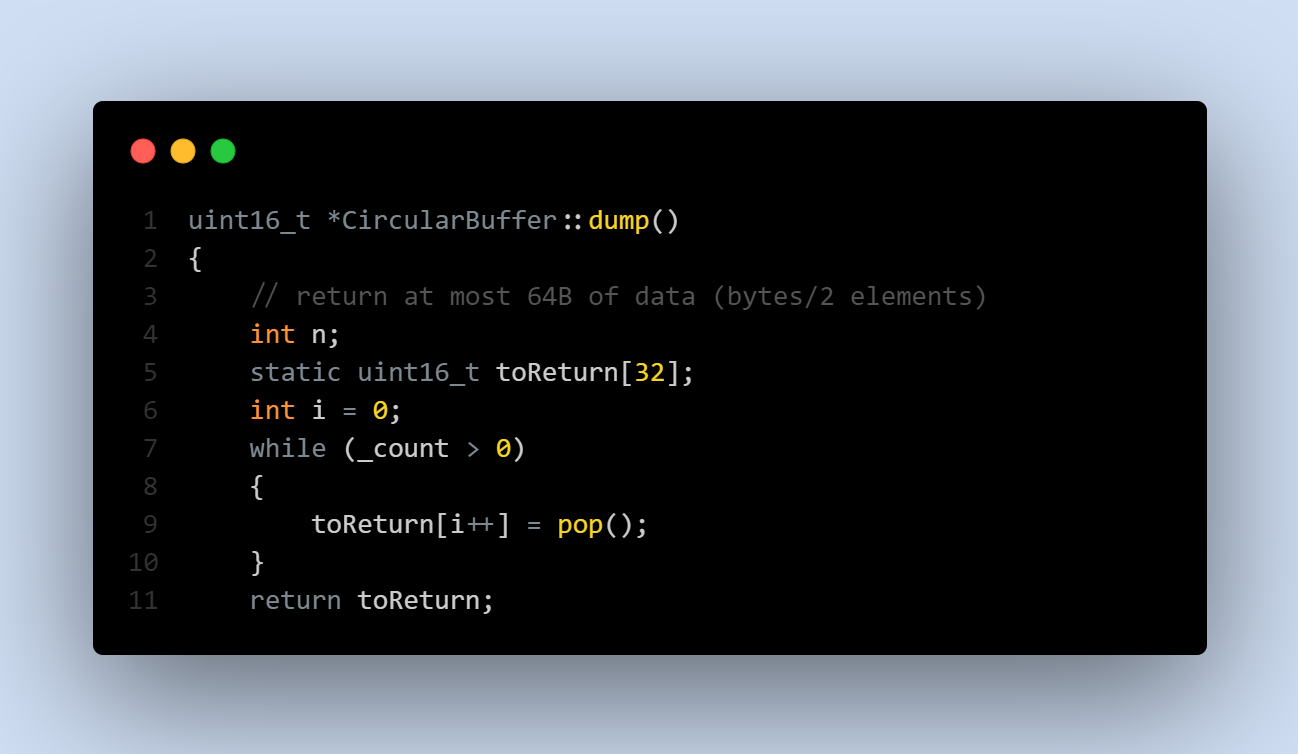 1 uint16_t *CircularBuffer::dump()
2 {
3     // return at most 64B of data (bytes/2 elements)
4     int n;
5     static uint16_t toReturn[32];
6     int i = 0;
7     while (_count > 0)
8     {
9         toReturn[i++] = pop();
10     }
11     return toReturn;